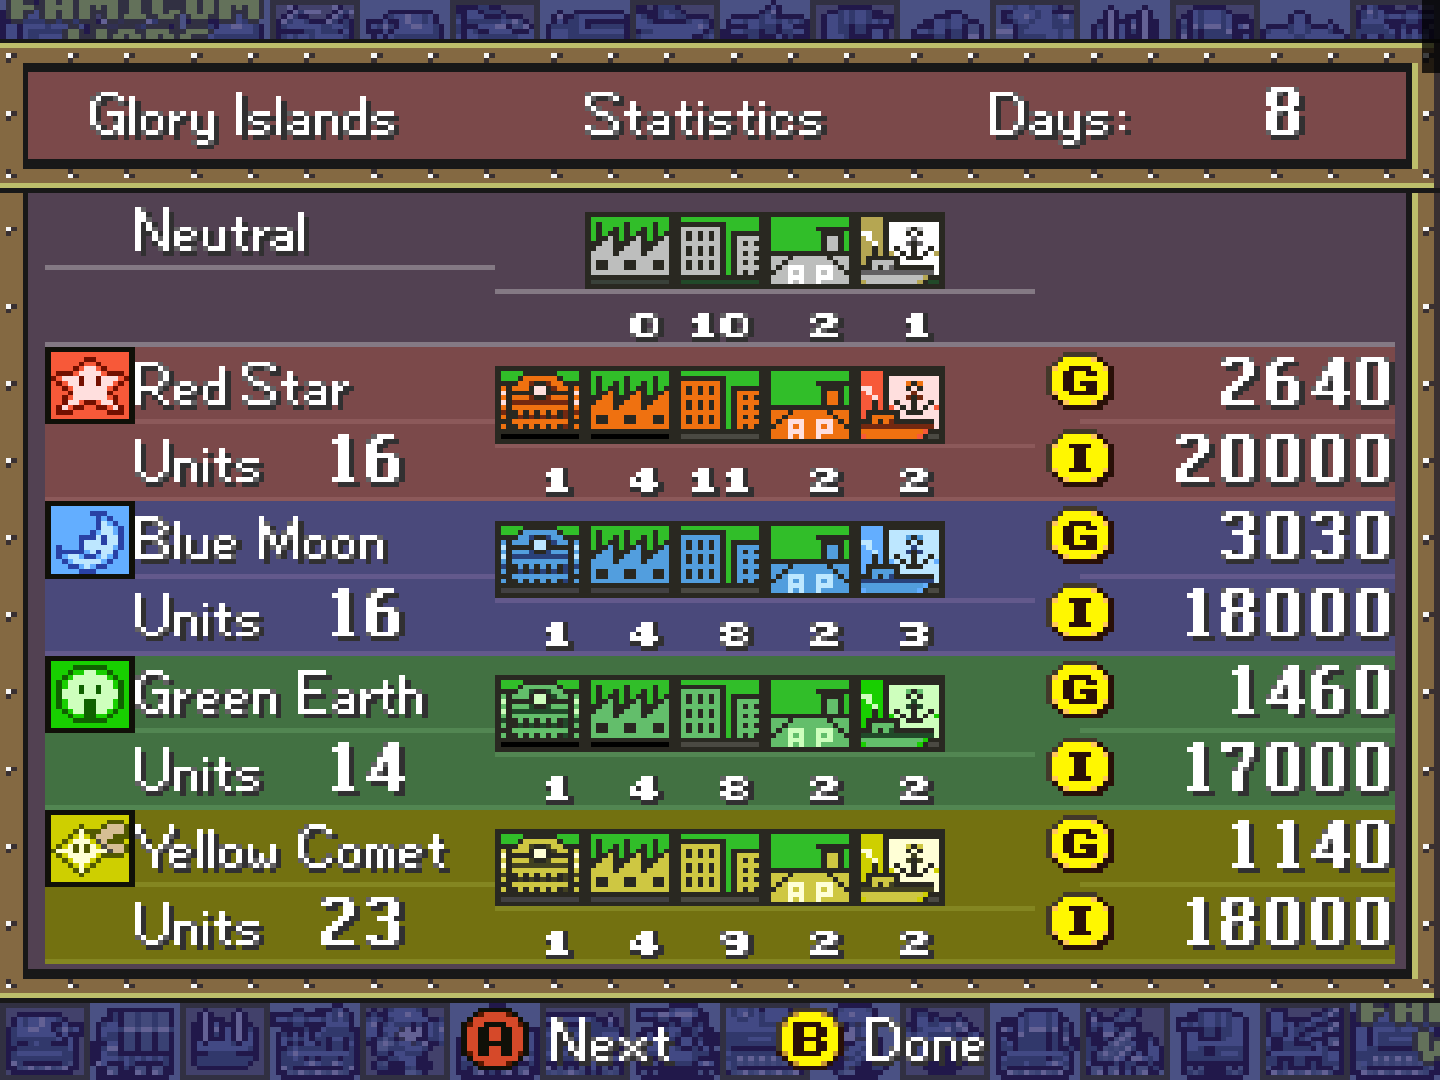 FAMICOM
WARS
Glory Islands Statistics Days: 8
Neutral
0 10 2 1
Red Star G 2640
Units 16 1 4 11 2 2 I 20000
Blue Moon G 3030
Units 16 1 4 8 2 3 I 18000
Green Earth G 1460
Units 14 1 4 8 2 2 I 17000
Yellow Comet G 1140
Units 23 1 4 9 2 2 I 18000
A Next B Done